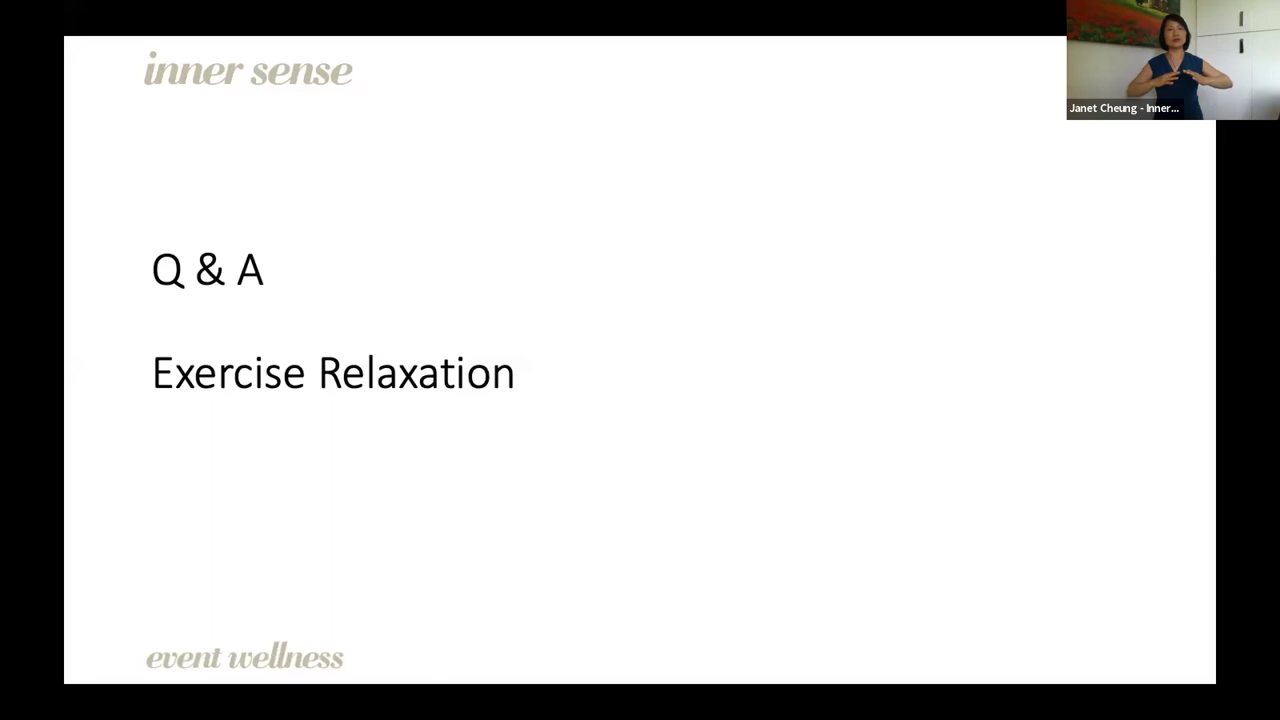 inner sense
Janet Cheung - Inner...
Q & A
Exercise Relaxation
event wellness